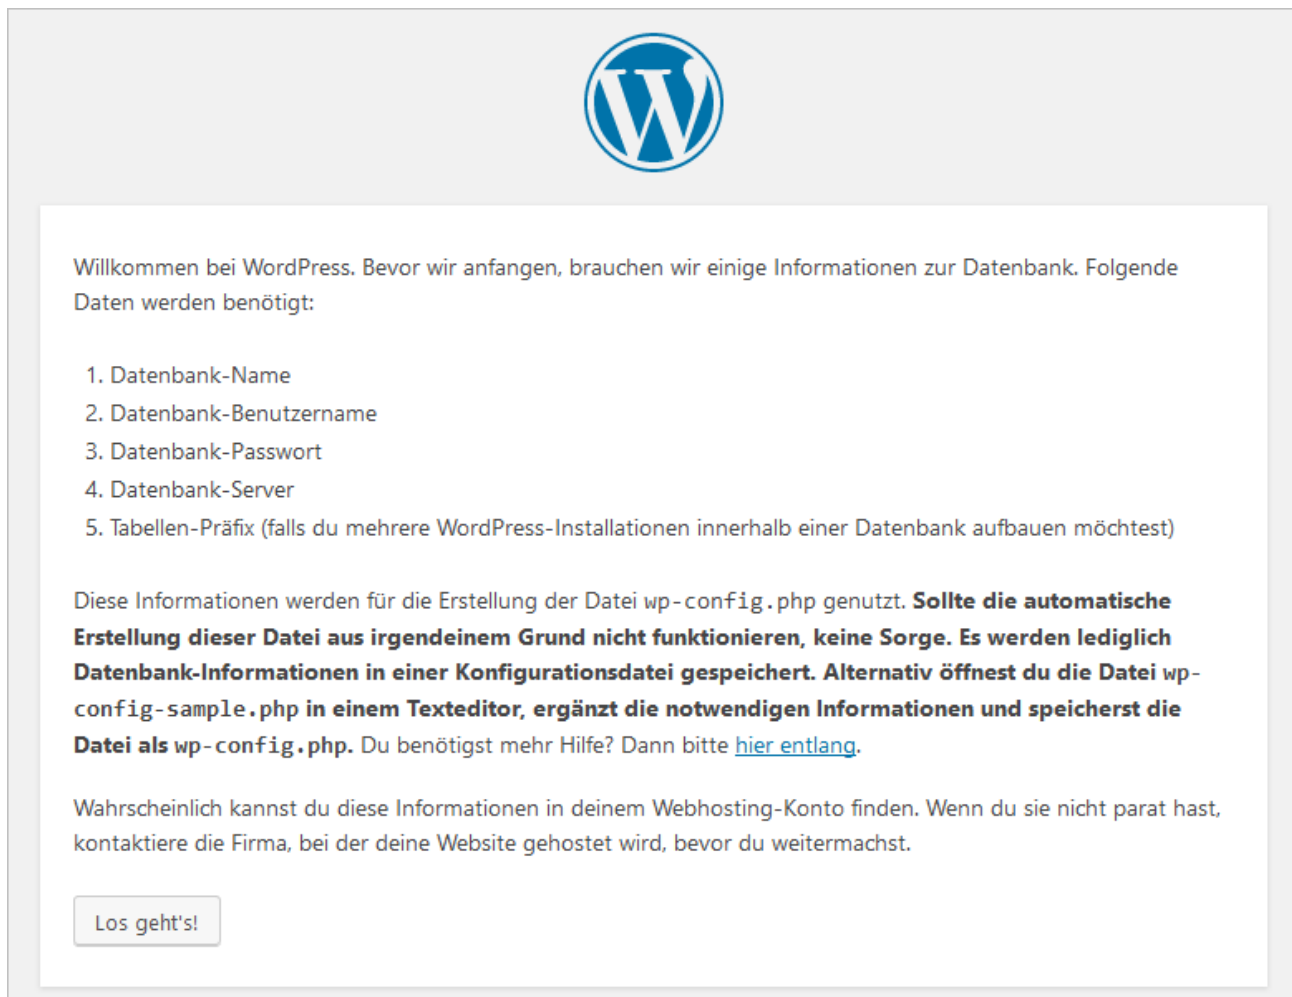 W
Willkommen bei WordPress. Bevor wir anfangen, brauchen wir einige Informationen zur Datenbank. Folgende
Daten werden benötigt:
1. Datenbank-Name
2. Datenbank-Benutzername
3. Datenbank-Passwort
4. Datenbank-Server
5. Tabellen-Präfix (falls du mehrere WordPress-Installationen innerhalb einer Datenbank aufbauen möchtest)
Diese Informationen werden für die Erstellung der Datei wp-config.php genutzt. Sollte die automatische
Erstellung dieser Datei aus irgendeinem Grund nicht funktionieren, keine Sorge. Es werden lediglich
Datenbank-Informationen in einer Konfigurationsdatei gespeichert. Alternativ öffnest du die Datei wp-
config-sample.php in einem Texteditor, ergänzt die notwendigen Informationen und speicherst die
Datei als wp-config.php. Du benötigst mehr Hilfe? Dann bitte hier entlang.
Wahrscheinlich kannst du diese Informationen in deinem Webhosting-Konto finden. Wenn du sie nicht parat hast,
kontaktiere die Firma, bei der deine Website gehostet wird, bevor du weitermachst.
Los geht's!